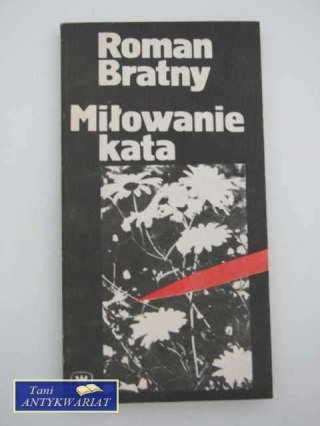 Roman
Bratny
Miłowanie
kata
Tani
ANTYKWARIAT